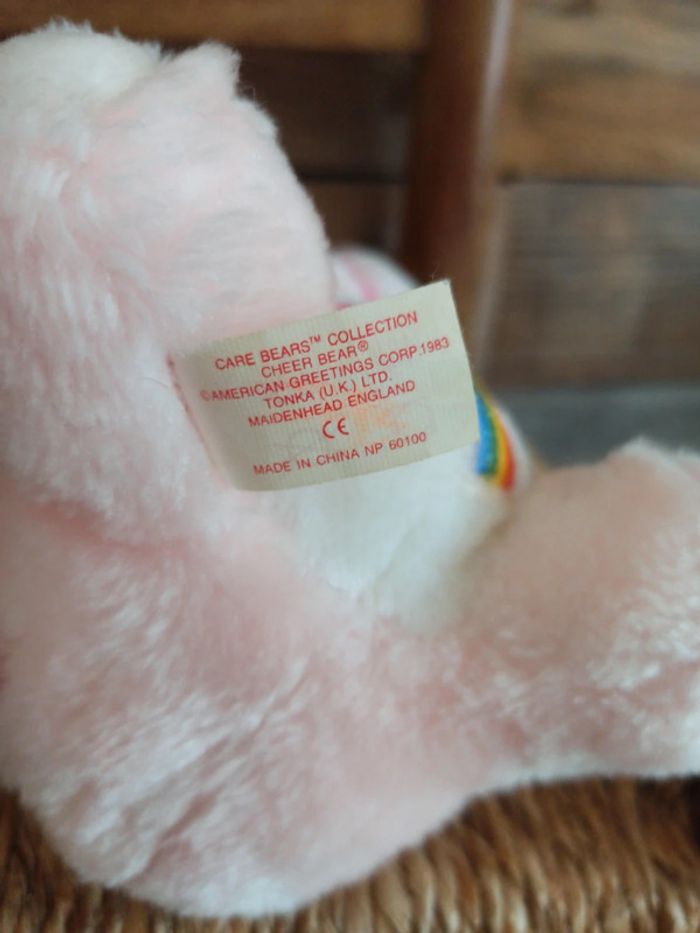 CARE BEARS™ COLLECTION
CHEER BEAR®
©AMERICAN GREETINGS CORP.1983
TONKA (U.K.) LTD.
MAIDENHEAD ENGLAND
CE
MADE IN CHINA NP 60100